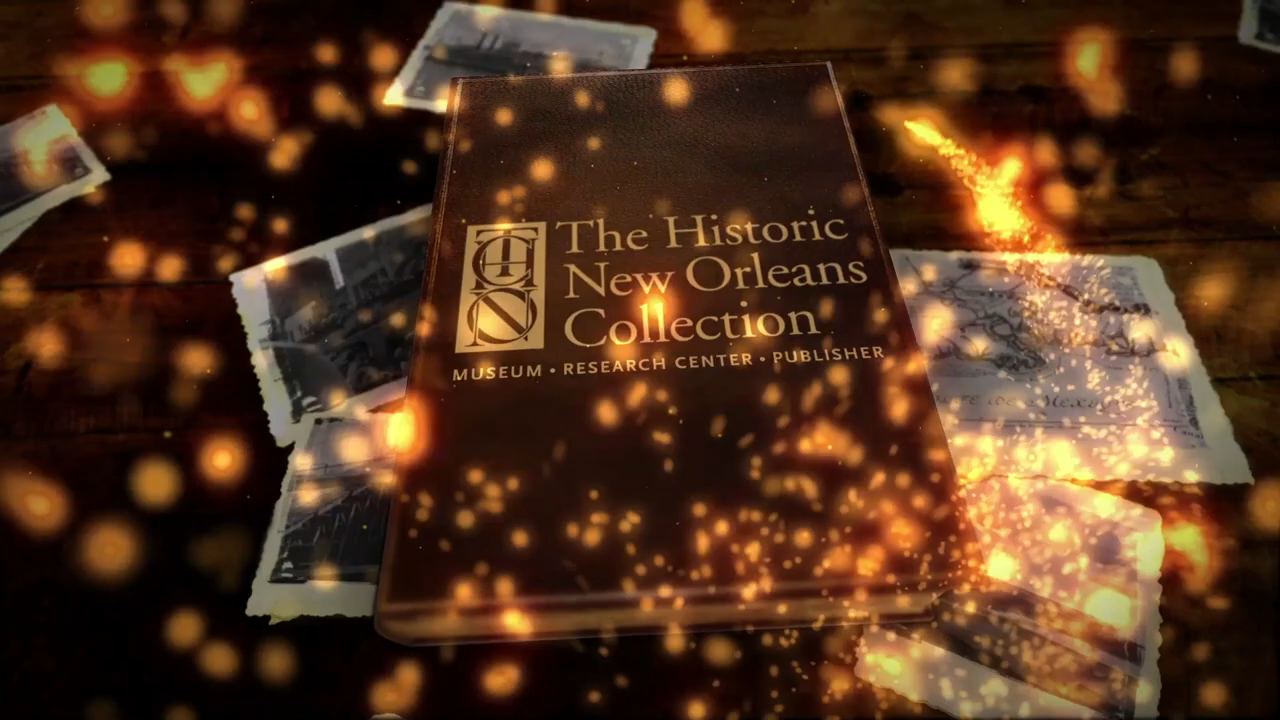 The Historic
New Orleans
Collection
MUSEUM • RESEARCH CENTER • PUBLISHER